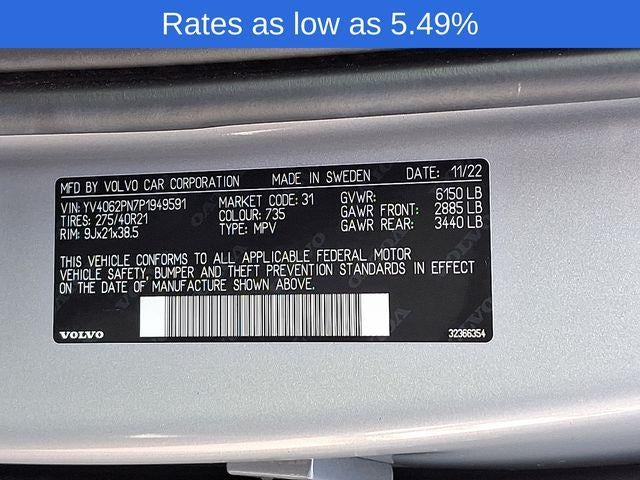 Rates as low as 5.49%
MFD BY VOLVO CAR CORPORATION MADE IN SWEDEN DATE: 11/22
VIN: YV4062PN7P1949591 MARKET CODE: 31 GVWR: 6150 LB
TIRES: 275/40R21 COLOUR: 735 GAWR FRONT: 2885 LB
RIM: 9Jx21x38.5 TYPE: MPV GAWR REAR: 3440 LB
THIS VEHICLE CONFORMS TO ALL APPLICABLE FEDERAL MOTOR
VEHICLE SAFETY, BUMPER AND THEFT PREVENTION STANDARDS IN EFFECT
ON THE DATE OF MANUFACTURE SHOWN ABOVE.
VOLVO 32366354